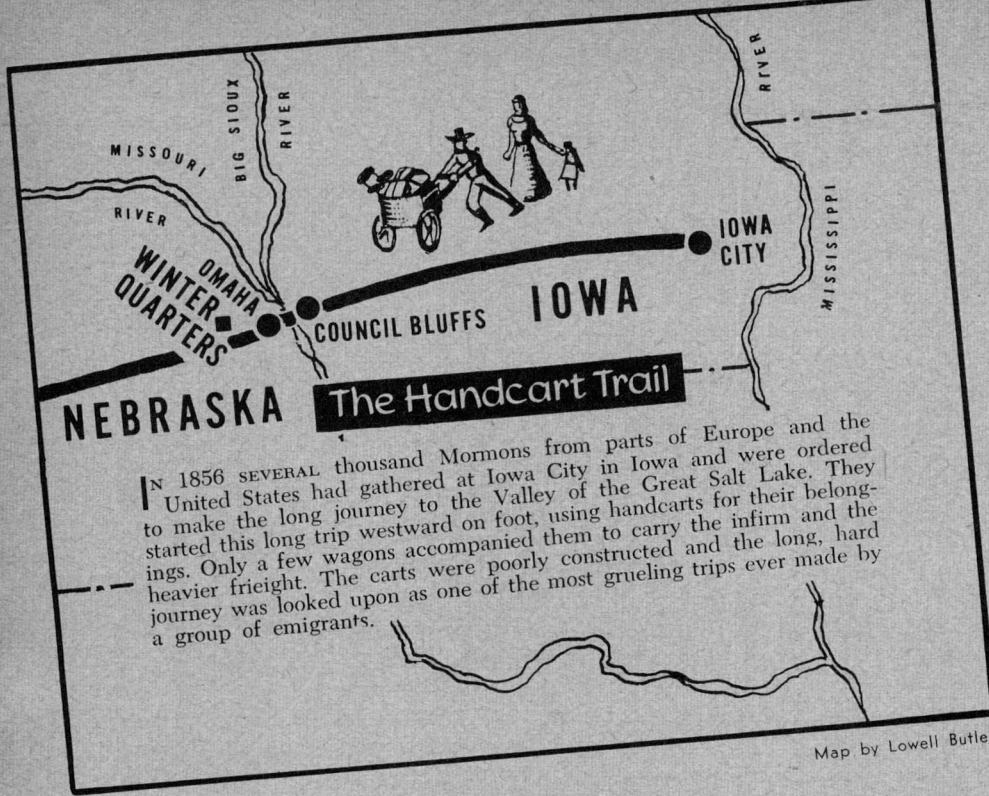 MISSOURI
RIVER
BIG SIOUX
RIVER
RIVER
MISSISSIPPI
IOWA
CITY
OMAHA
WINTER
QUARTERS
COUNCIL BLUFFS
IOWA
NEBRASKA
The Handcart Trail
IN 1856 SEVERAL thousand Mormons from parts of Europe and the
United States had gathered at Iowa City in Iowa and were ordered
to make the long journey to the Valley of the Great Salt Lake. They
started this long trip westward on foot, using handcarts for their belong-
ings. Only a few wagons accompanied them to carry the infirm and the
heavier frieight. The carts were poorly constructed and the long, hard
journey was looked upon as one of the most grueling trips ever made by
a group of emigrants.
Map by Lowell Butle